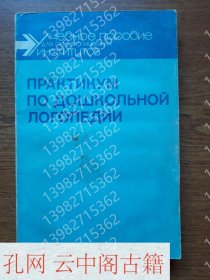 учебное пособие
для педагогических
институтов
ПРАКТИКУМ
ПО ДОШКОЛЬНОЙ
ЛОГОПЕДИИ
13982715362
孔网 云中阁古籍